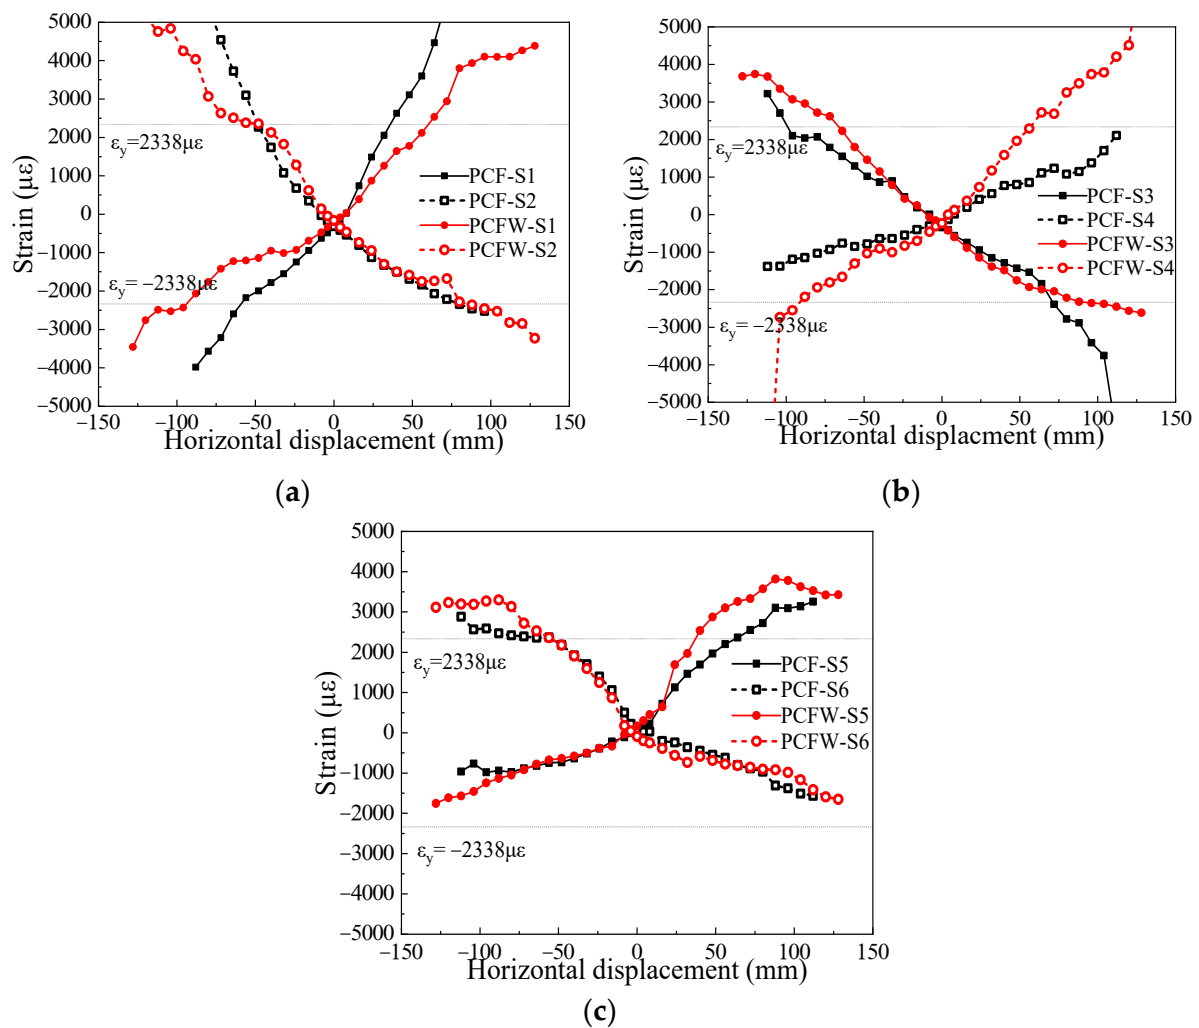 5000
4000
3000
2000
1000
0
−1000
−2000
−3000
−4000
−5000
Strain (με)
εy=2338με
εy= −2338με
PCF-S1
PCF-S2
PCFW-S1
PCFW-S2
−150 −100 −50 0 50 100 150
Horizontal displacement (mm)
(a)
5000
4000
3000
2000
1000
0
−1000
−2000
−3000
−4000
−5000
Strain (με)
εy=2338με
εy= −2338με
PCF-S3
PCF-S4
PCFW-S3
PCFW-S4
−150 −100 −50 0 50 100 150
Horizontal displacment (mm)
(b)
5000
4000
3000
2000
1000
0
−1000
−2000
−3000
−4000
−5000
Strain (με)
εy=2338με
εy= −2338με
PCF-S5
PCF-S6
PCFW-S5
PCFW-S6
−150 −100 −50 0 50 100 150
Horizontal displacement (mm)
(c)